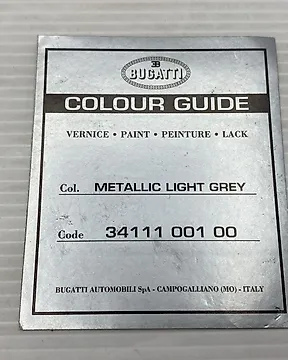 EB
BUGATTI
COLOUR GUIDE
VERNICE • PAINT • PEINTURE • LACK
Col. METALLIC LIGHT GREY
Code 34111 001 00
BUGATTI AUTOMOBILI SpA - CAMPOGALLIANO (MO) - ITALY